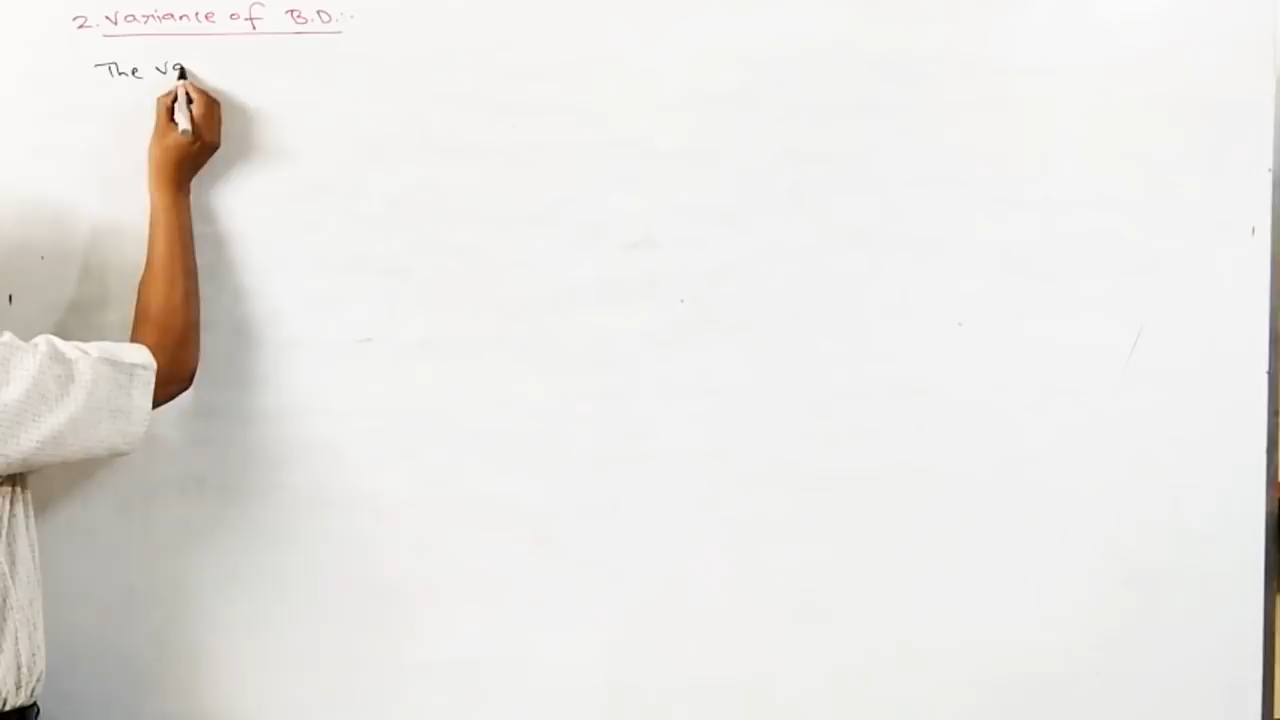 2. Variance of B.D.:-
The va